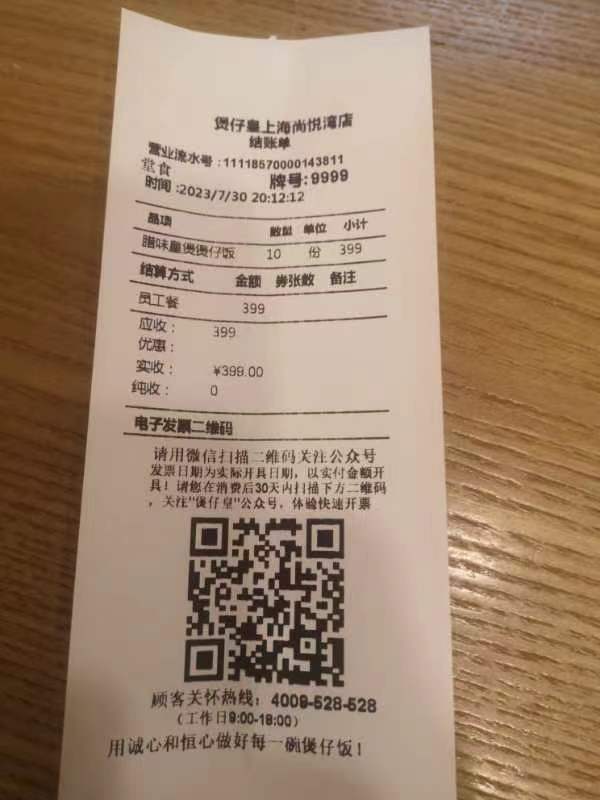 煲仔皇上海尚悦湾店
结账单
营业流水号:11118570000143811
堂食 牌号:9999
时间:2023/7/30 20:12:12
品项 数量 单位 小计
腊味皇煲煲仔饭 10 份 399
结算方式 金额 券张数 备注
员工餐 399
应收: 399
优惠:
实收: ¥399.00
纯收: 0
电子发票二维码
请用微信扫描二维码关注公众号
发票日期为实际开具日期，以实付金额开
具！请您在消费后30天内扫描下方二维码
，关注"煲仔皇"公众号，体验快速开票
顾客关怀热线：4009-528-528
（工作日9:00-18:00）
用诚心和恒心做好每一碗煲仔饭！